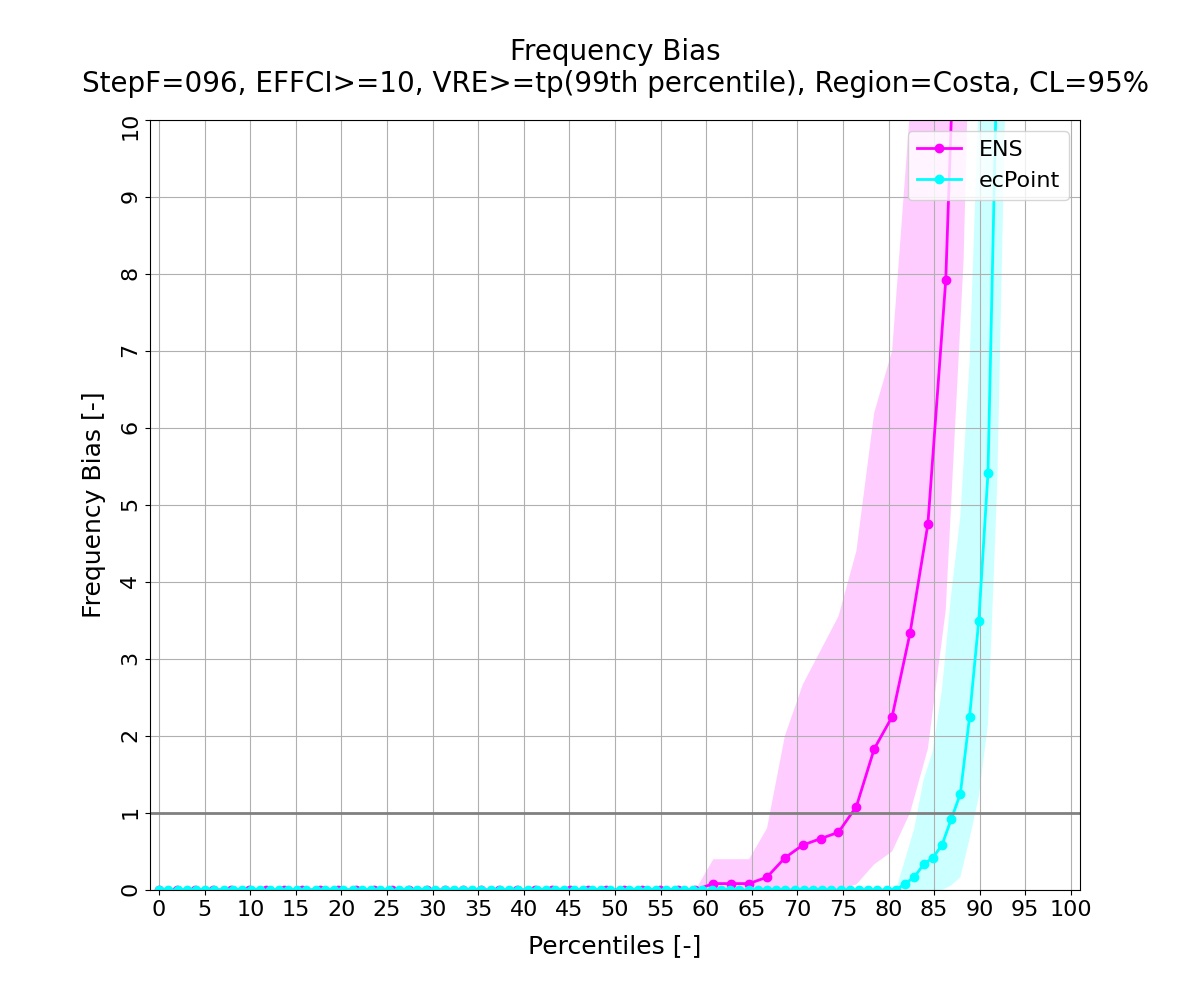 Frequency Bias
StepF=096, EFFCI>=10, VRE>=tp(99th percentile), Region=Costa, CL=95%
10
9
8
7
6
5
4
3
2
1
0
Frequency Bias [-]
ENS
ecPoint
0 5 10 15 20 25 30 35 40 45 50 55 60 65 70 75 80 85 90 95 100
Percentiles [-]